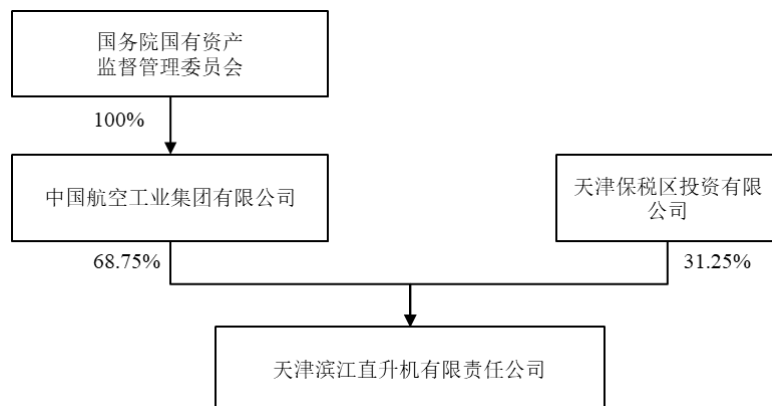 国务院国有资产
监督管理委员会
100%
中国航空工业集团有限公司
天津保税区投资有限
公司
68.75%
31.25%
天津滨江直升机有限责任公司